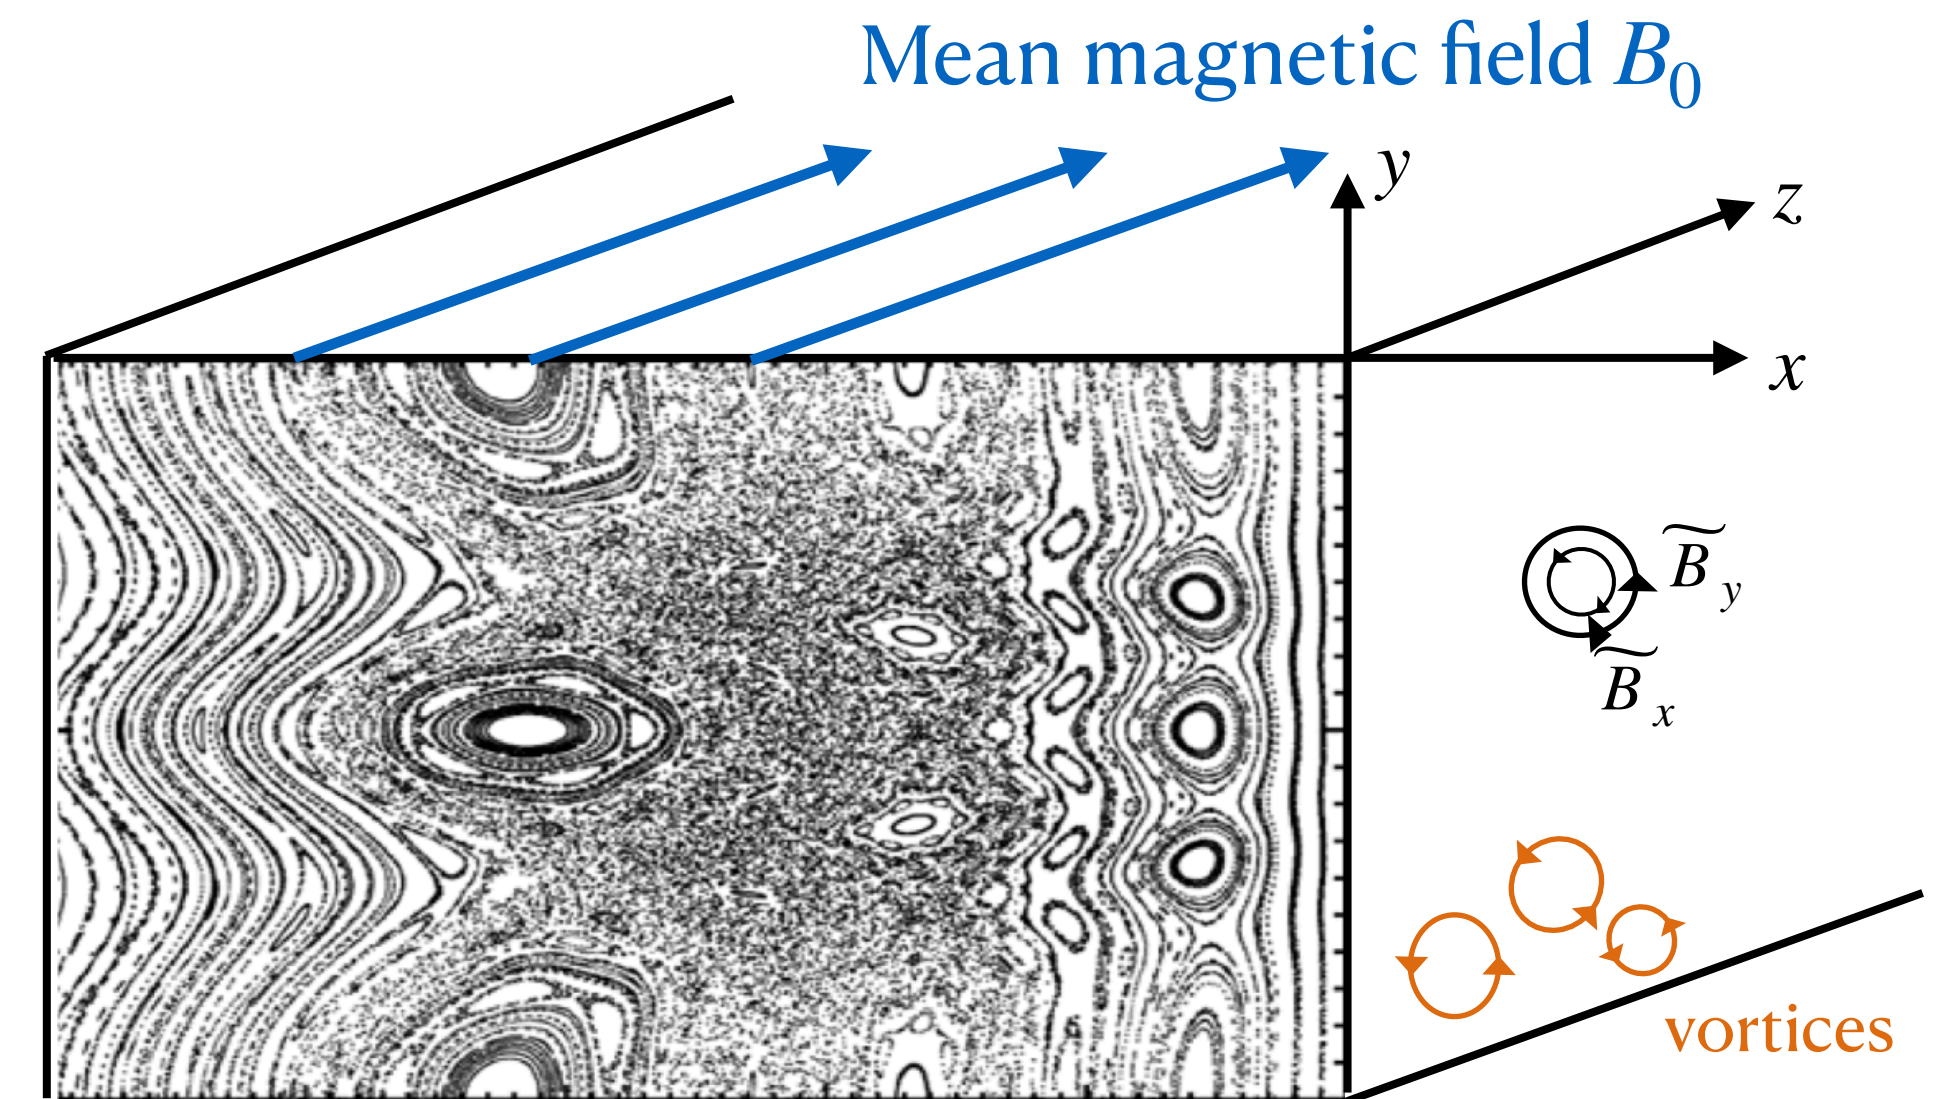 Mean magnetic field B₀
y
z
x
B̃ y
B̃ x
vortices